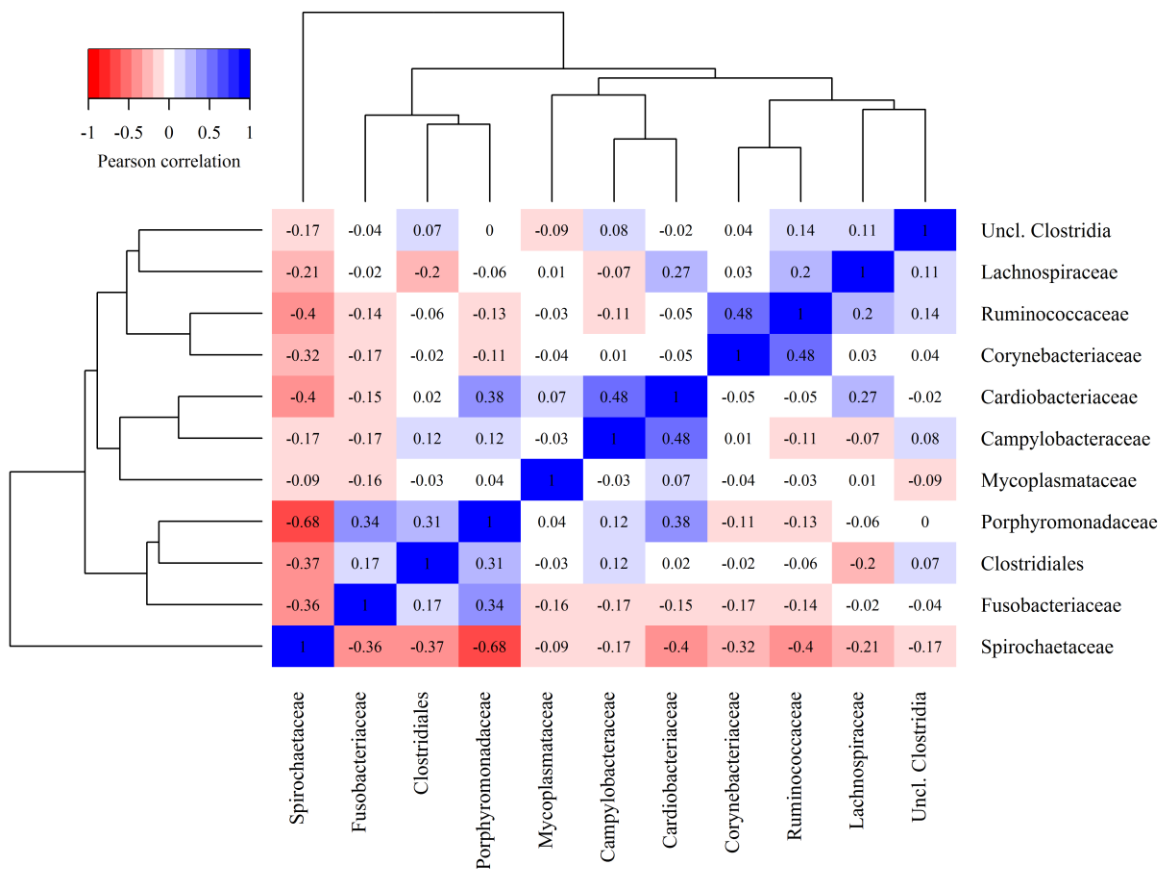 -1 -0.5 0 0.5 1
Pearson correlation
-0.17 -0.04 0.07 0 -0.09 0.08 -0.02 0.04 0.14 0.11 1 Uncl. Clostridia
-0.21 -0.02 -0.2 -0.06 0.01 -0.07 0.27 0.03 0.2 1 0.11 Lachnospiraceae
-0.4 -0.14 -0.06 -0.13 -0.03 -0.11 -0.05 0.48 1 0.2 0.14 Ruminococcaceae
-0.32 -0.17 -0.02 -0.11 -0.04 0.01 -0.05 1 0.48 0.03 0.04 Corynebacteriaceae
-0.4 -0.15 0.02 0.38 0.07 0.48 1 -0.05 -0.05 0.27 -0.02 Cardiobacteriaceae
-0.17 -0.17 0.12 0.12 -0.03 1 0.48 0.01 -0.11 -0.07 0.08 Campylobacteraceae
-0.09 -0.16 -0.03 0.04 1 -0.03 0.07 -0.04 -0.03 0.01 -0.09 Mycoplasmataceae
-0.68 0.34 0.31 1 0.04 0.12 0.38 -0.11 -0.13 -0.06 0 Porphyromonadaceae
-0.37 0.17 1 0.31 -0.03 0.12 0.02 -0.02 -0.06 -0.2 0.07 Clostridiales
-0.36 1 0.17 0.34 -0.16 -0.17 -0.15 -0.17 -0.14 -0.02 -0.04 Fusobacteriaceae
1 -0.36 -0.37 -0.68 -0.09 -0.17 -0.4 -0.32 -0.4 -0.21 -0.17 Spirochaetaceae
Spirochaetaceae
Fusobacteriaceae
Clostridiales
Porphyromonadaceae
Mycoplasmataceae
Campylobacteraceae
Cardiobacteriaceae
Corynebacteriaceae
Ruminococcaceae
Lachnospiraceae
Uncl. Clostridia